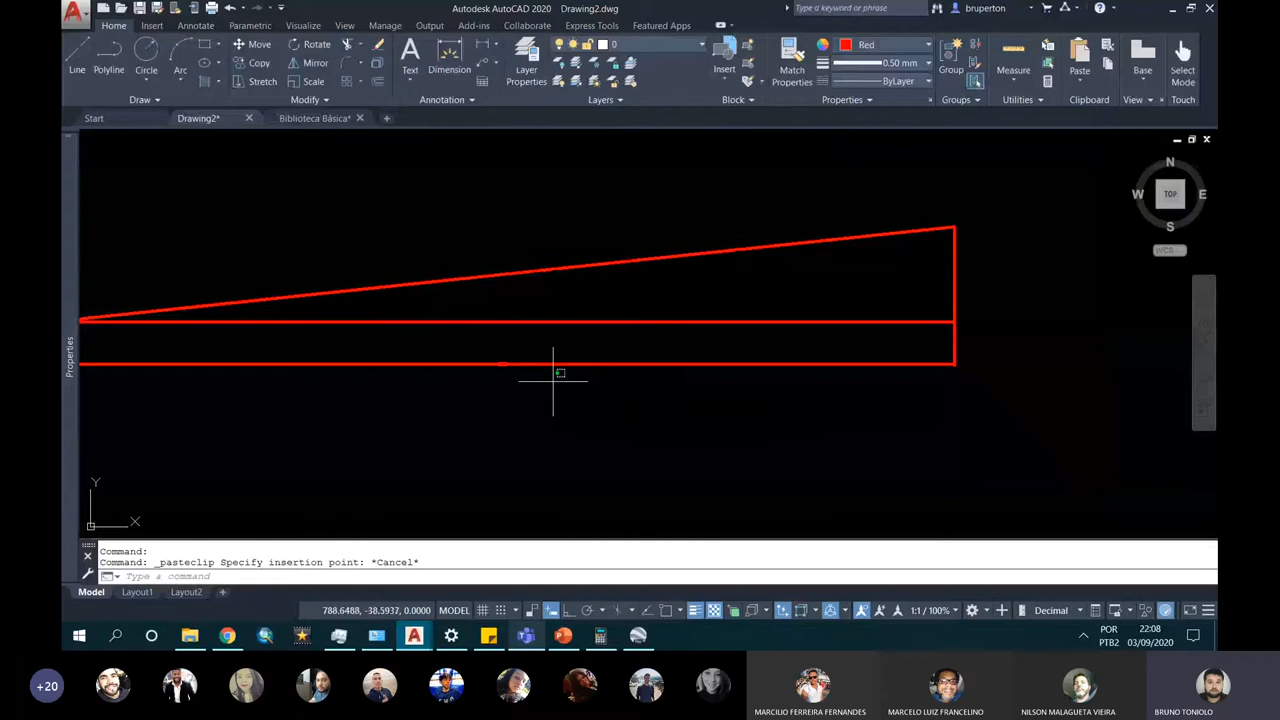 Autodesk AutoCAD 2020 Drawing2.dwg
Type a keyword or phrase
bruperton
Home Insert Annotate Parametric View Manage Output Add-ins Collaborate Express Tools Featured Apps
Line Polyline Circle Arc
Move Rotate
Copy Mirror
Stretch Scale
Text Dimension
Layer Properties
0
Insert
Match Properties
Red
0.50 mm
ByLayer
Group Measure Paste Base
Select Mode
Draw Modify Annotation Layers Block Properties Groups Utilities Clipboard View Touch
Start Drawing2* Biblioteca Básica*
N
W TOP E
S
WCS
Properties
Y
X
Command:
Command: _pasteclip Specify insertion point: *Cancel*
Type a command
Model Layout1 Layout2
788.6488, -38.5937, 0.0000 MODEL 1:1 / 100% Decimal
POR 22:08
PTB2 03/09/2020
+20
MARCILIO FERREIRA FERNANDES MARCELO LUIZ FRANCELINO NILSON MALAGUETA VIEIRA BRUNO TONIOLO